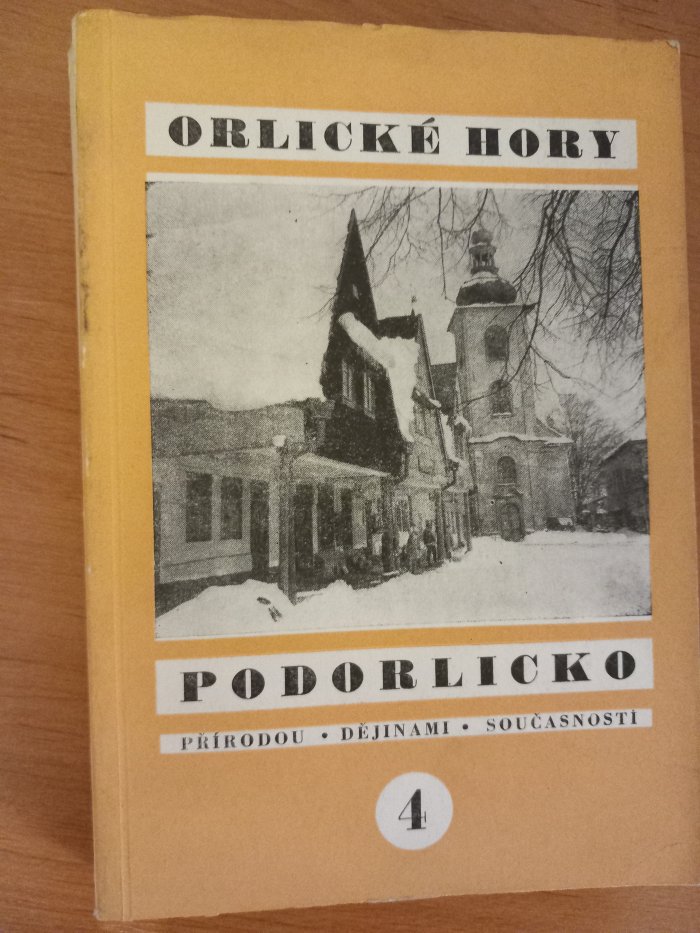 ORLICKÉ HORY
PODORLICKO
PŘÍRODOU • DĚJINAMI • SOUČASNOSTÍ
4